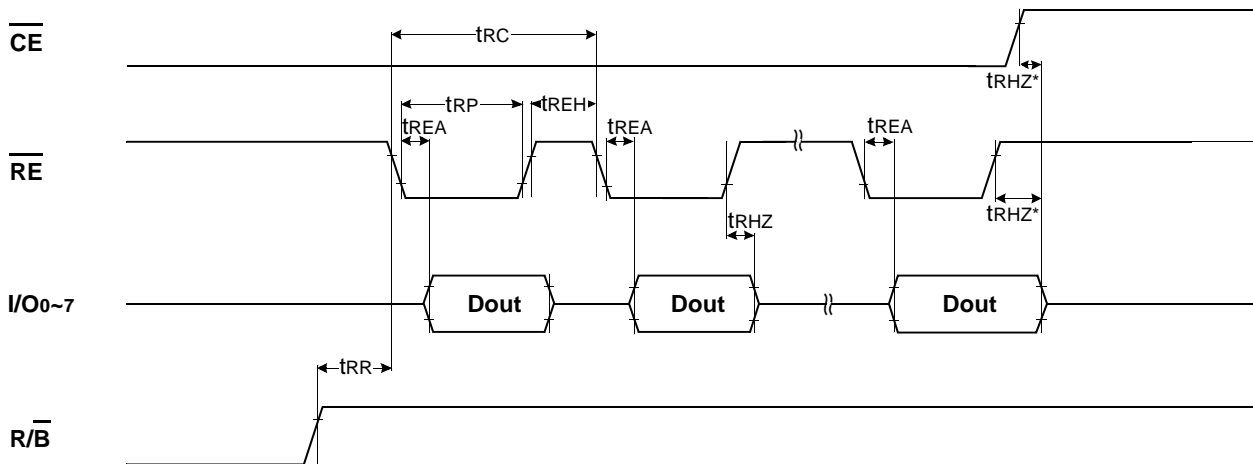 CE
tRC
tRHZ*
tRP
tREH
tREA
tREA
tREA
RE
tRHZ
tRHZ*
I/O0~7
Dout
Dout
Dout
tRR
R/B